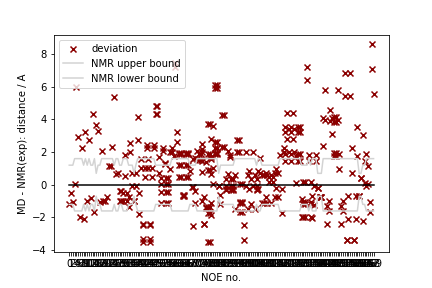 deviation
NMR upper bound
NMR lower bound
MD - NMR(exp): distance / A
8
6
4
2
0
−2
−4
NOE no.